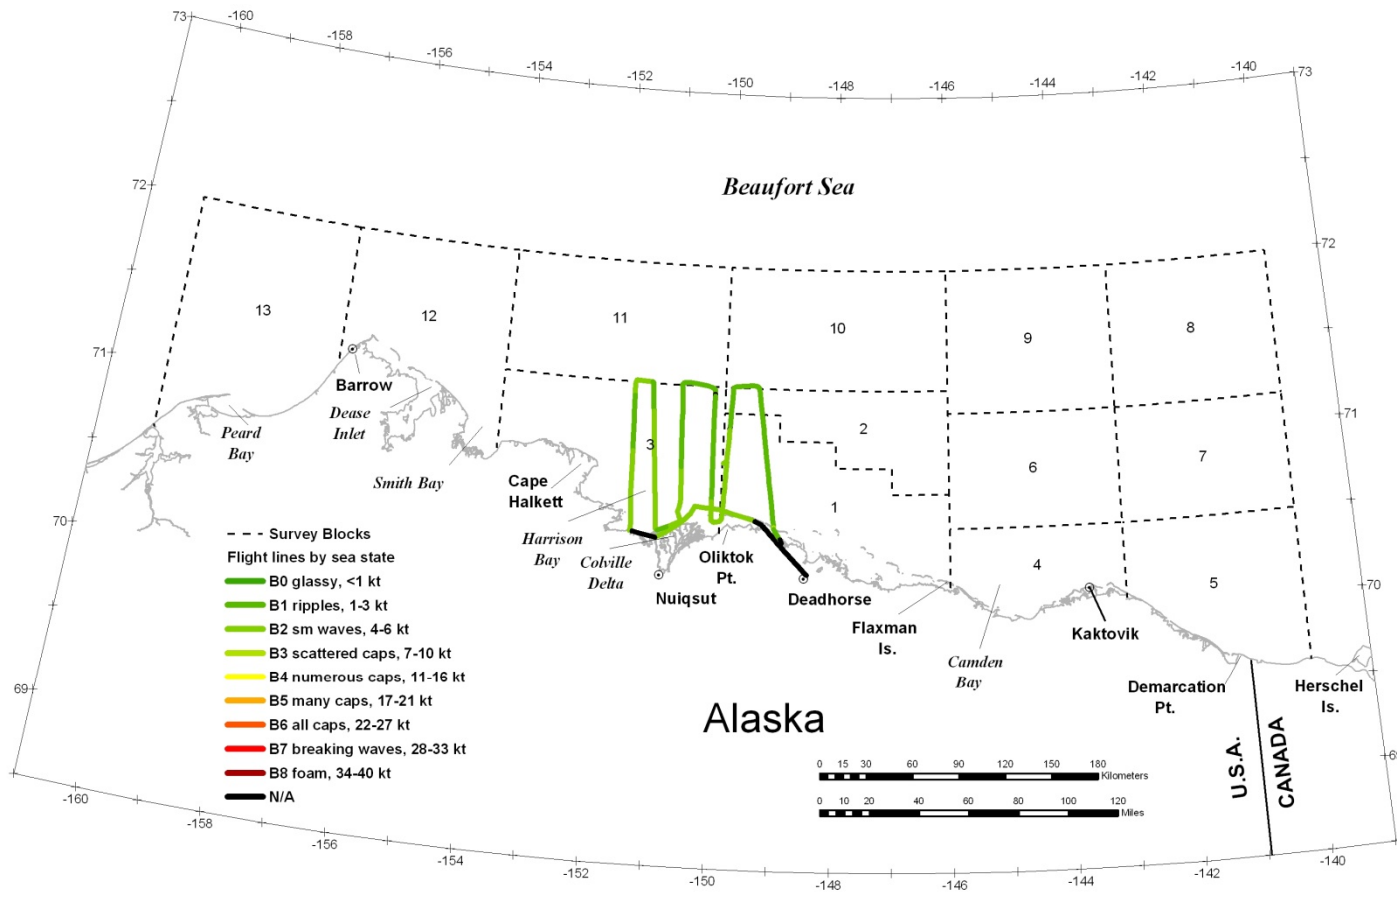 73
-160
-158
-156
-154
-152
-150
-148
-146
-144
-142
-140
73
72
Beaufort Sea
72
13
12
11
10
9
8
71
Barrow
Dease
Inlet
Peard
Bay
Smith Bay
3
2
1
6
7
71
Cape
Halkett
Harrison
Bay
Colville
Delta
Oliktok
Pt.
Nuiqsut
Deadhorse
Flaxman
Is.
4
5
70
70
Kaktovik
Camden
Bay
Demarcation
Pt.
Herschel
Is.
Survey Blocks
Flight lines by sea state
B0 glassy, <1 kt
B1 ripples, 1-3 kt
B2 sm waves, 4-6 kt
B3 scattered caps, 7-10 kt
B4 numerous caps, 11-16 kt
B5 many caps, 17-21 kt
B6 all caps, 22-27 kt
B7 breaking waves, 28-33 kt
B8 foam, 34-40 kt
N/A
69
Alaska
U.S.A.
CANADA
0 15 30 60 90 120 150 180
Kilometers
0 10 20 40 60 80 100 120
Miles
-160
-158
-156
-154
-152
-150
-148
-146
-144
-142
-140